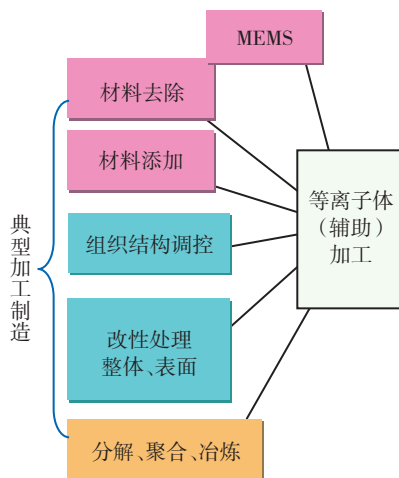 MEMS
材料去除
材料添加
组织结构调控
改性处理
整体、表面
分解、聚合、冶炼
典型加工制造
等离子体
（辅助）
加工